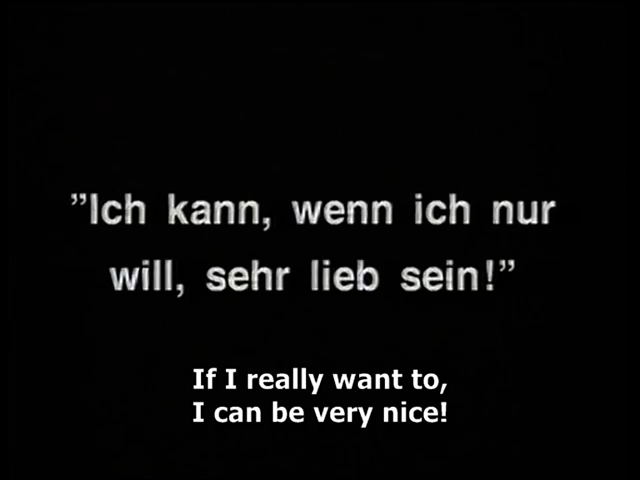 ”Ich kann, wenn ich nur
will, sehr lieb sein!”
If I really want to,
I can be very nice!